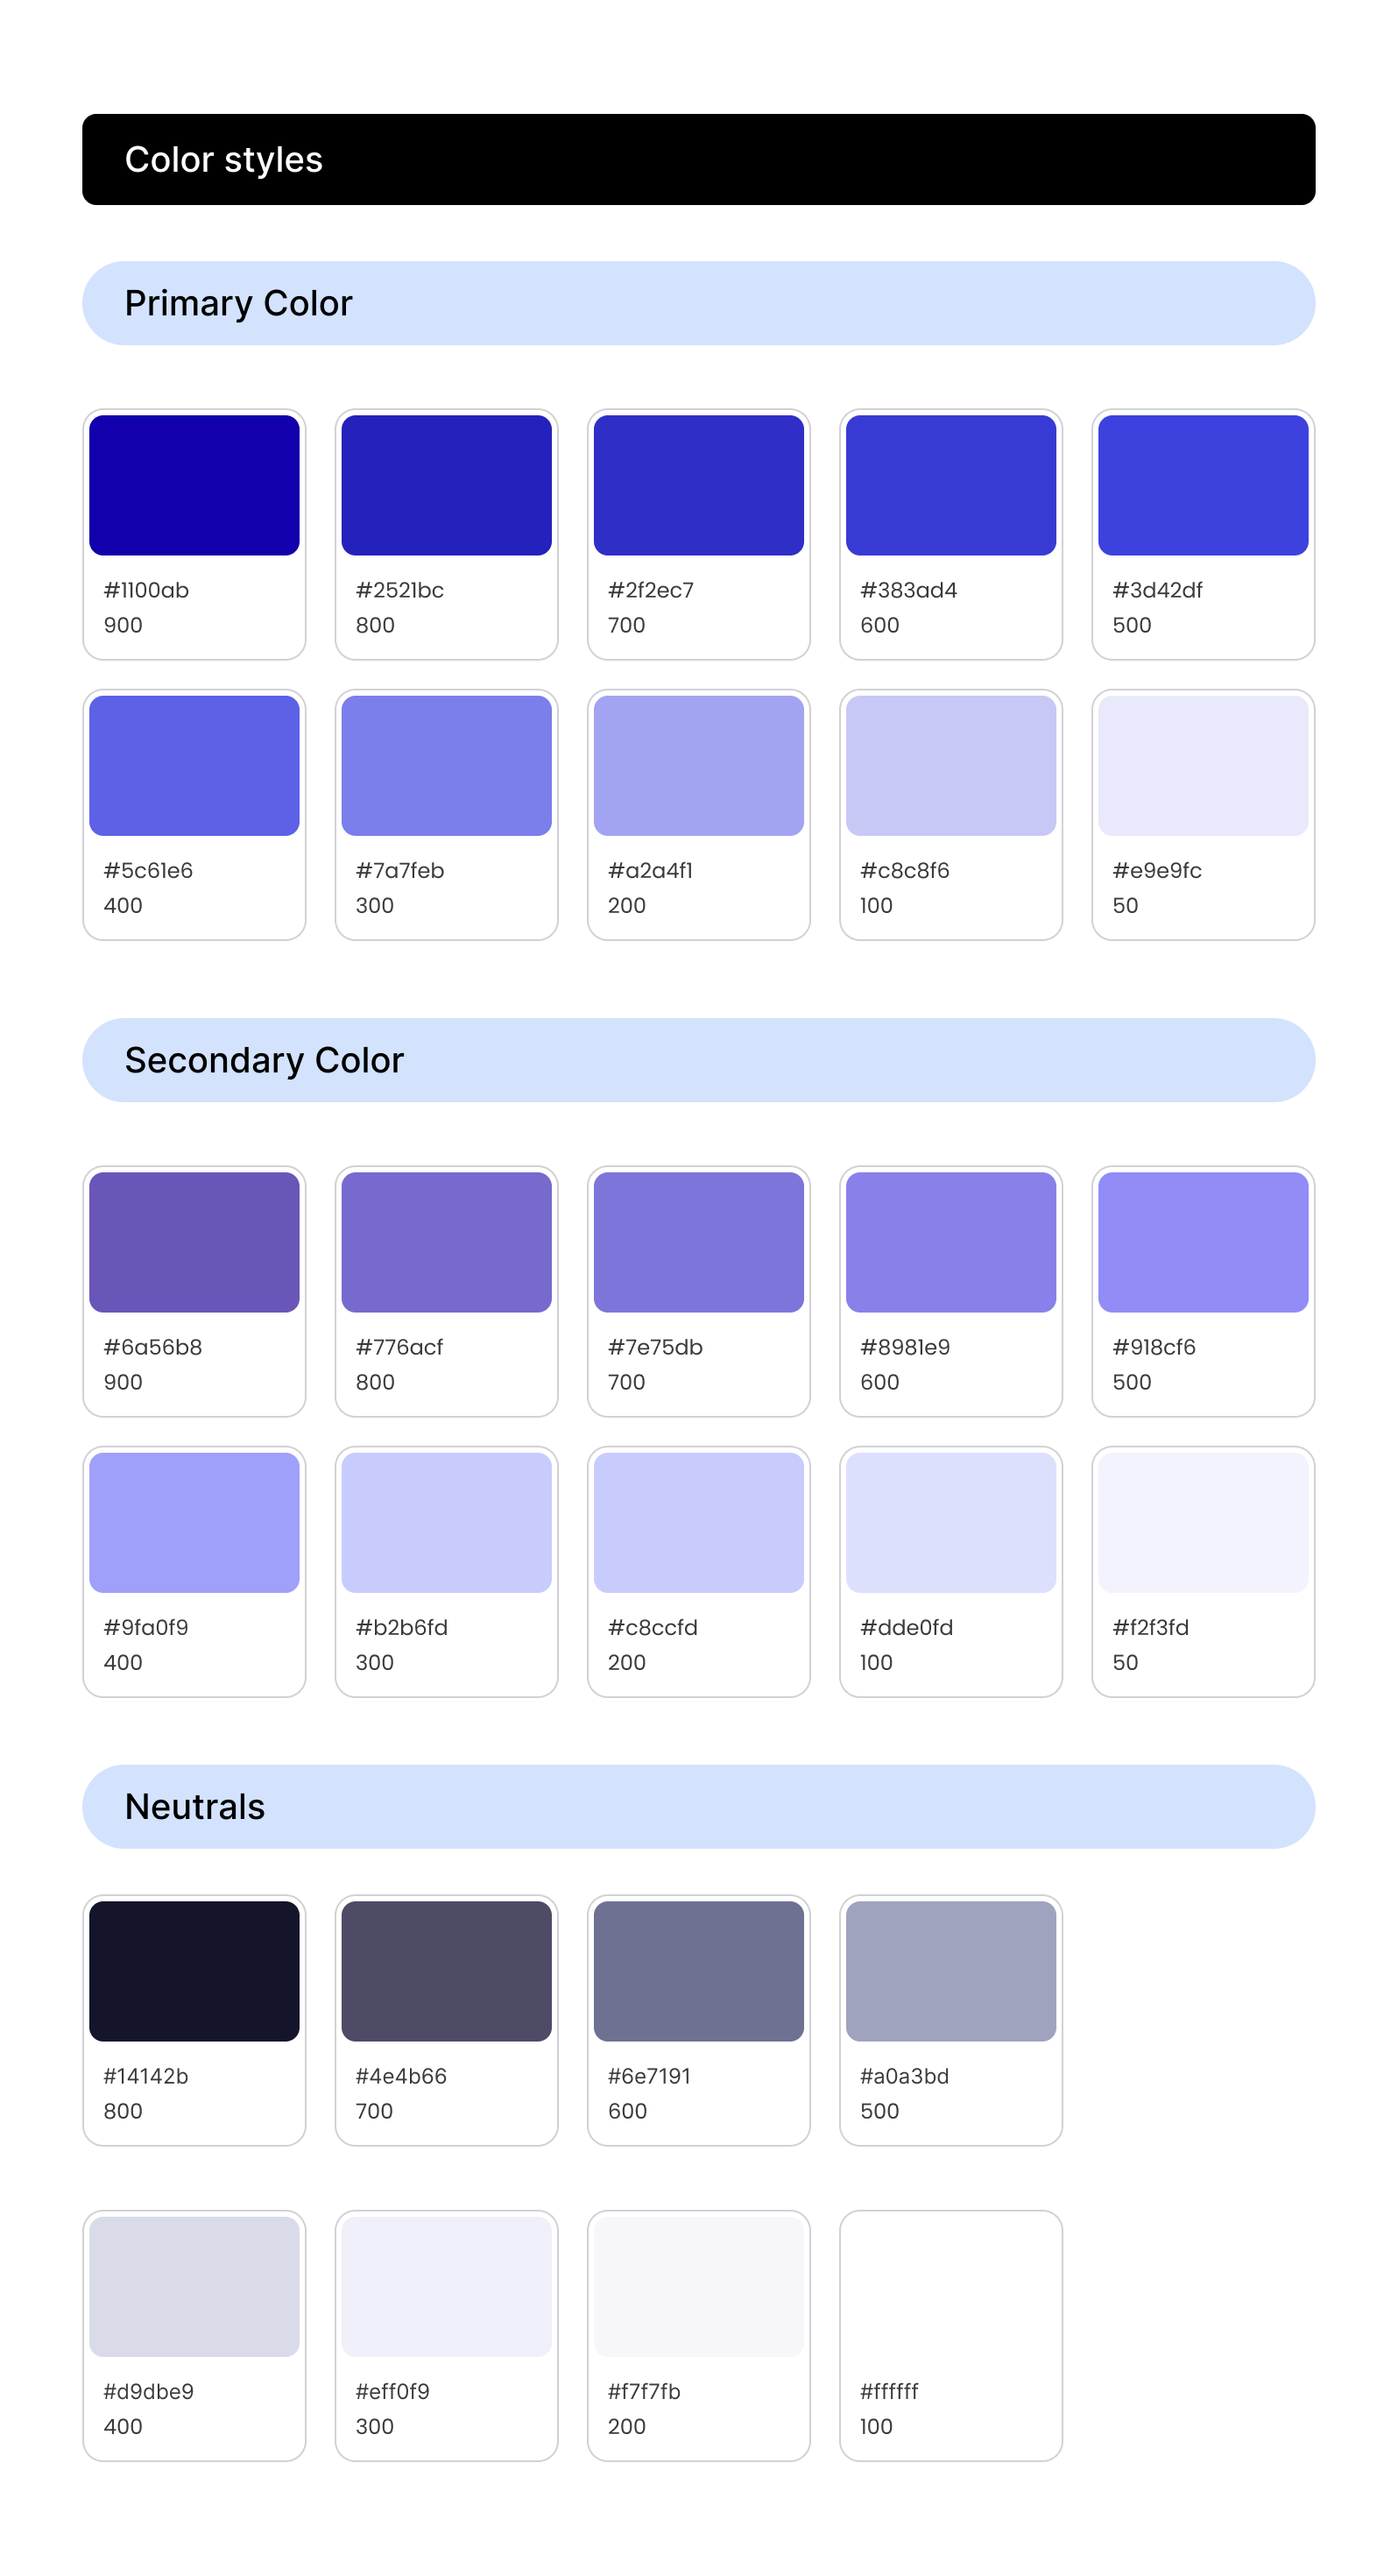 Color styles
Primary Color
#1100ab
900
#2521bc
800
#2f2ec7
700
#383ad4
600
#3d42df
500
#5c61e6
400
#7a7feb
300
#a2a4f1
200
#c8c8f6
100
#e9e9fc
50
Secondary Color
#6a56b8
900
#776acf
800
#7e75db
700
#8981e9
600
#918cf6
500
#9fa0f9
400
#b2b6fd
300
#c8ccfd
200
#dde0fd
100
#f2f3fd
50
Neutrals
#14142b
800
#4e4b66
700
#6e7191
600
#a0a3bd
500
#d9dbe9
400
#eff0f9
300
#f7f7fb
200
#ffffff
100